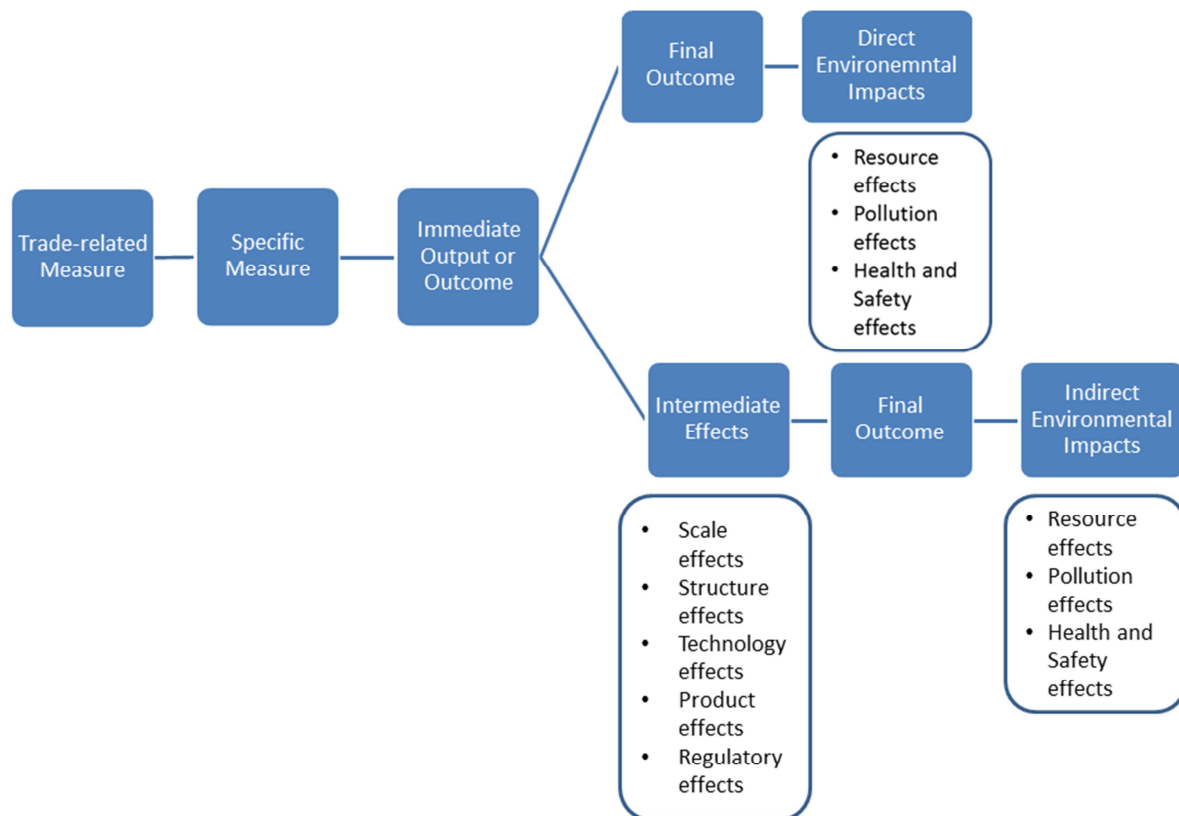 Final
Outcome
Direct
Environemntal
Impacts
• Resource
effects
• Pollution
effects
• Health and
Safety
effects
Trade-related
Measure
Specific
Measure
Immediate
Output or
Outcome
Intermediate
Effects
Final
Outcome
Indirect
Environmental
Impacts
• Scale
effects
• Structure
effects
• Technology
effects
• Product
effects
• Regulatory
effects
• Resource
effects
• Pollution
effects
• Health and
Safety
effects